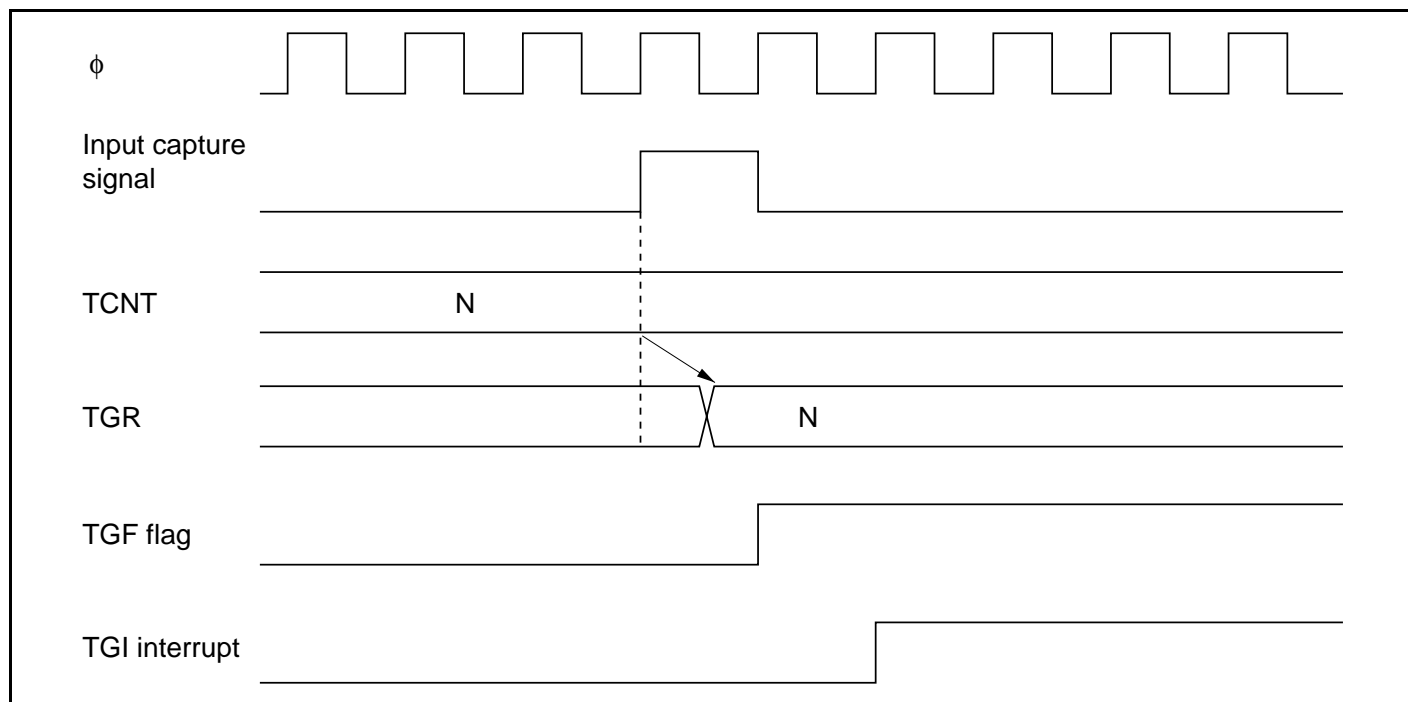 ϕ
Input capture
signal
TCNT
N
TGR
N
TGF flag
TGI interrupt